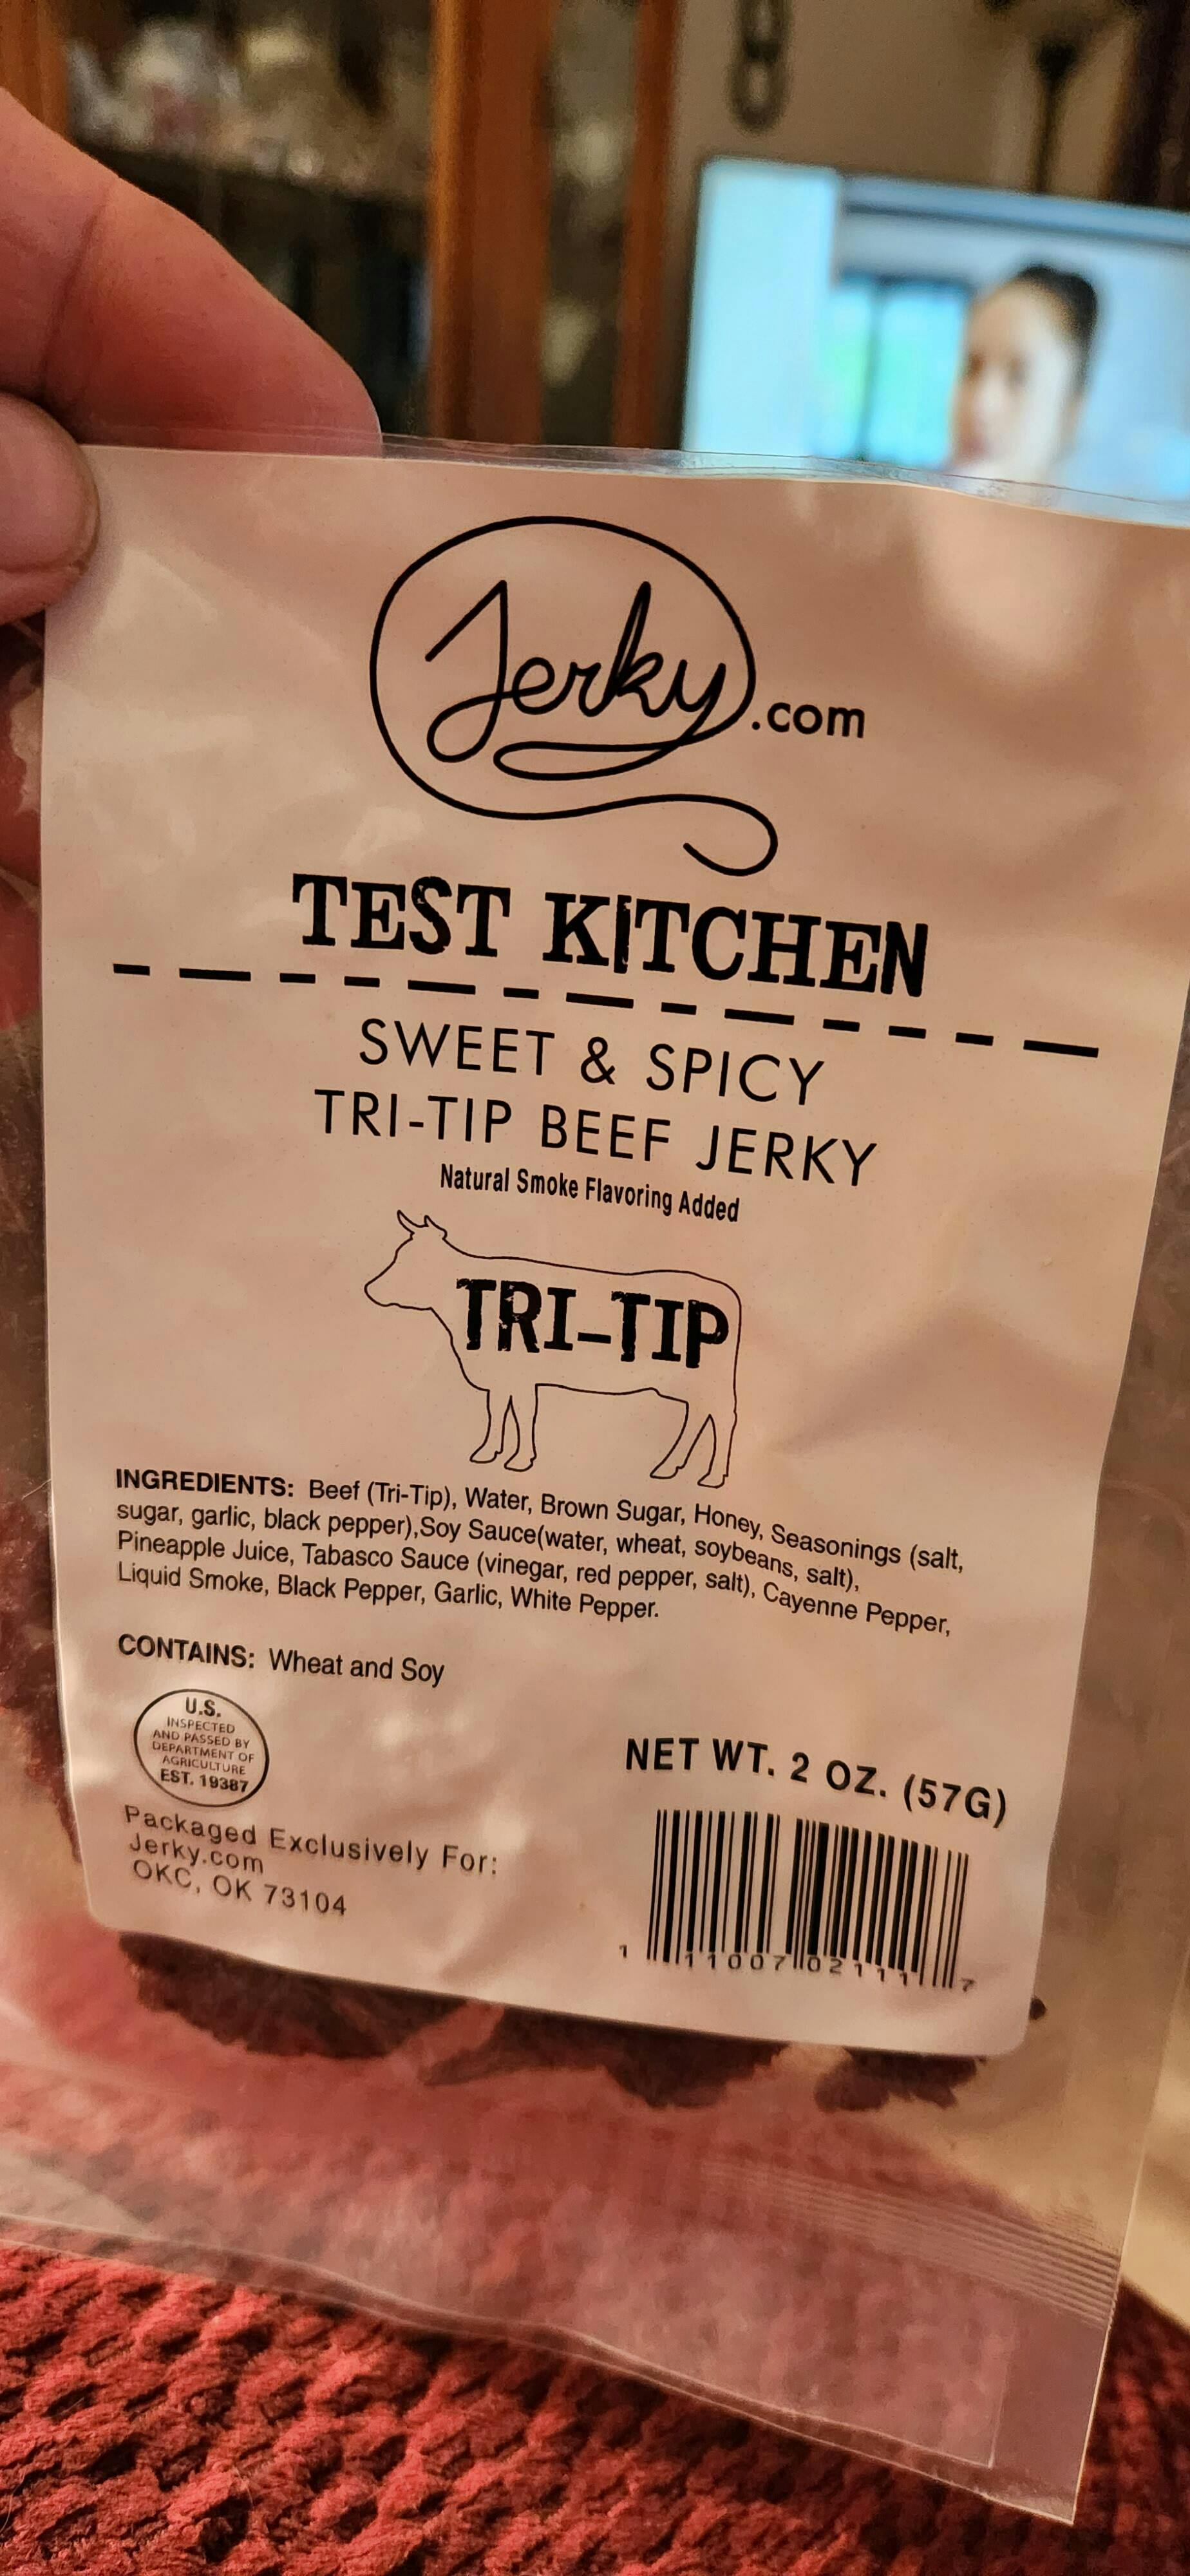 Jerky.com
TEST KITCHEN
SWEET & SPICY
TRI-TIP BEEF JERKY
Natural Smoke Flavoring Added
TRI-TIP
INGREDIENTS: Beef (Tri-Tip), Water, Brown Sugar, Honey, Seasonings (salt,
sugar, garlic, black pepper),Soy Sauce(water, wheat, soybeans, salt),
Pineapple Juice, Tabasco Sauce (vinegar, red pepper, salt), Cayenne Pepper,
Liquid Smoke, Black Pepper, Garlic, White Pepper.
CONTAINS: Wheat and Soy
U.S.
INSPECTED
AND PASSED BY
DEPARTMENT OF
AGRICULTURE
EST. 19387
NET WT. 2 OZ. (57G)
Packaged Exclusively For:
Jerky.com
OKC, OK 73104
1 11007 02111 7